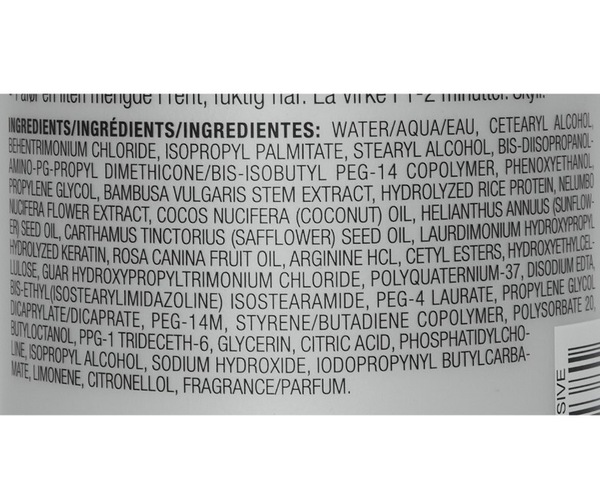 en liten mengde i rent, fuktig hår. La virke i 1-2 minutter. Skyll.
INGREDIENTS/INGRÉDIENTS/INGREDIENTES: WATER/AQUA/EAU, CETEARYL ALCOHOL,
BEHENTRIMONIUM CHLORIDE, ISOPROPYL PALMITATE, STEARYL ALCOHOL, BIS-DIISOPROPANOL-
AMINO-PG-PROPYL DIMETHICONE/BIS-ISOBUTYL PEG-14 COPOLYMER, PHENOXYETHANOL,
PROPYLENE GLYCOL, BAMBUSA VULGARIS STEM EXTRACT, HYDROLYZED RICE PROTEIN, NELUMBO
NUCIFERA FLOWER EXTRACT, COCOS NUCIFERA (COCONUT) OIL, HELIANTHUS ANNUUS (SUNFLOW-
ER) SEED OIL, CARTHAMUS TINCTORIUS (SAFFLOWER) SEED OIL, LAURDIMONIUM HYDROXYPROPYL
HYDROLYZED KERATIN, ROSA CANINA FRUIT OIL, ARGININE HCL, CETYL ESTERS, HYDROXYETHYLCEL-
LULOSE, GUAR HYDROXYPROPYLTRIMONIUM CHLORIDE, POLYQUATERNIUM-37, DISODIUM EDTA,
BIS-ETHYL(ISOSTEARYLIMIDAZOLINE) ISOSTEARAMIDE, PEG-4 LAURATE, PROPYLENE GLYCOL
DICAPRYLATE/DICAPRATE, PEG-14M, STYRENE/BUTADIENE COPOLYMER, POLYSORBATE 20,
BUTYLOCTANOL, PPG-1 TRIDECETH-6, GLYCERIN, CITRIC ACID, PHOSPHATIDYLCHO-
LINE, ISOPROPYL ALCOHOL, SODIUM HYDROXIDE, IODOPROPYNYL BUTYLCARBA-
MATE, LIMONENE, CITRONELLOL, FRAGRANCE/PARFUM.
SIVE